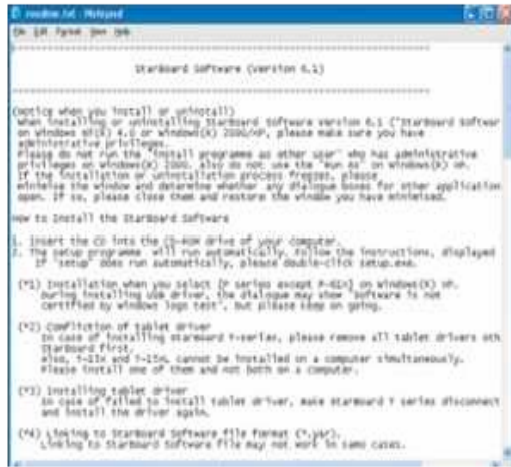 readme.txt - Notepad
File Edit Format View Help
StarBoard Software (Version 6.1)
(Notice when you install or uninstall)
When installing or uninstalling StarBoard Software Version 6.1 ("StarBoard Softwar
on Windows NT(R) 4.0 or Windows(R) 2000/XP, please make sure you have
administrative privileges.
Please do not run the "install programme as other user" who has administrative
privileges on Windows(R) 2000. Also do not use the "Run as" on Windows(R) XP.
If the installation or uninstallation process freezes, please
minimise the window and determine whether any dialogue boxes for other application
open. If so, please close them and restore the window you have minimised.
How to Install the StarBoard Software
1. Insert the CD into the CD-ROM drive of your computer.
2. The setup programme will run automatically. Follow the instructions, displayed
If "setup" does run automatically, please double-click setup.exe.
(*1) Installation when you select (P series except on Windows(R) XP.
During installing USB driver, the dialogue may show "Software is not
certified by windows logo test", but please keep on going.
(*2) Confliction of tablet driver
In case of installing StarBoard series, please remove all tablet drivers oth
StarBoard first.
Also, and cannot be installed on a computer simultaneously.
Please install one of them and not both on a computer.
(*3) Installing tablet driver
In case of failed to install tablet driver, make StarBoard series disconnect
and install the driver again.
(*4) Linking to StarBoard Software file format
Linking to StarBoard Software file may not work in some cases.